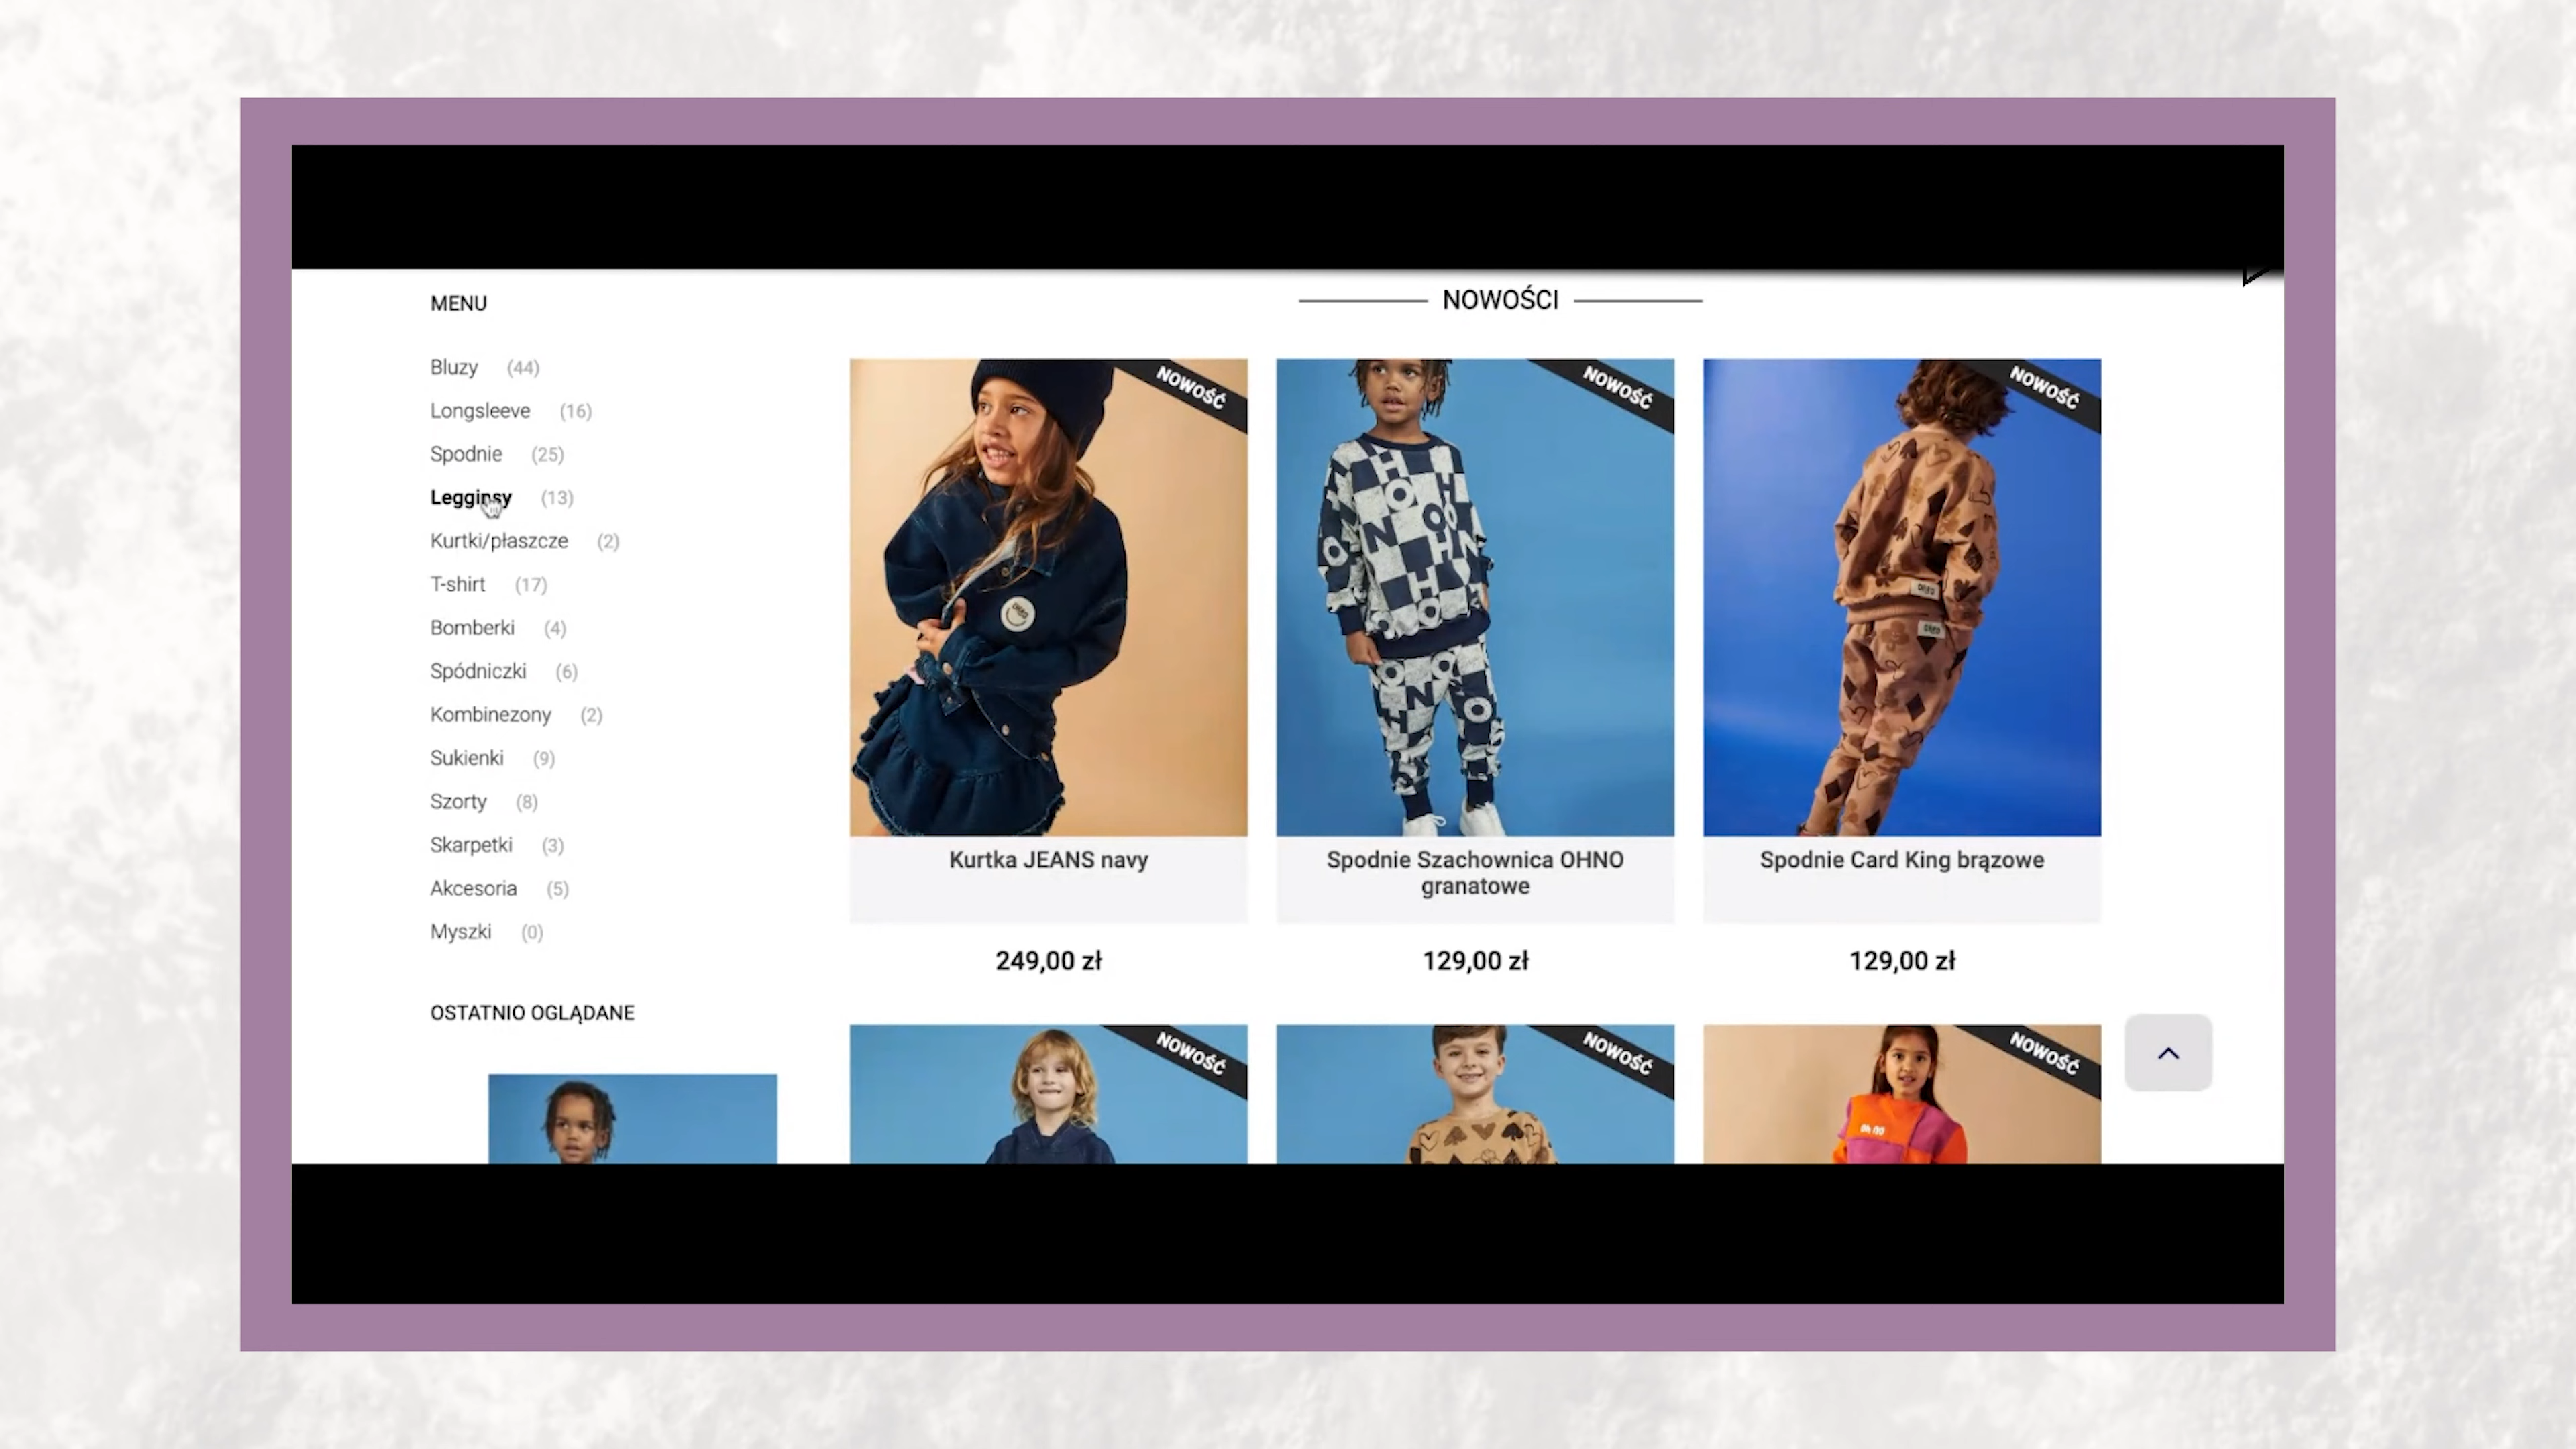 MENU
Bluzy (44)
Longsleeve (16)
Spodnie (25)
Legginsy (13)
Kurtki/płaszcze (2)
T-shirt (17)
Bomberki (4)
Spódniczki (6)
Kombinezony (2)
Sukienki (9)
Szorty (8)
Skarpetki (3)
Akcesoria (5)
Myszki (0)
OSTATNIO OGLĄDANE
NOWOŚCI
NOWOŚĆ
NOWOŚĆ
NOWOŚĆ
Kurtka JEANS navy
249,00 zł
Spodnie Szachownica OHNO
granatowe
129,00 zł
Spodnie Card King brązowe
129,00 zł
NOWOŚĆ
NOWOŚĆ
NOWOŚĆ